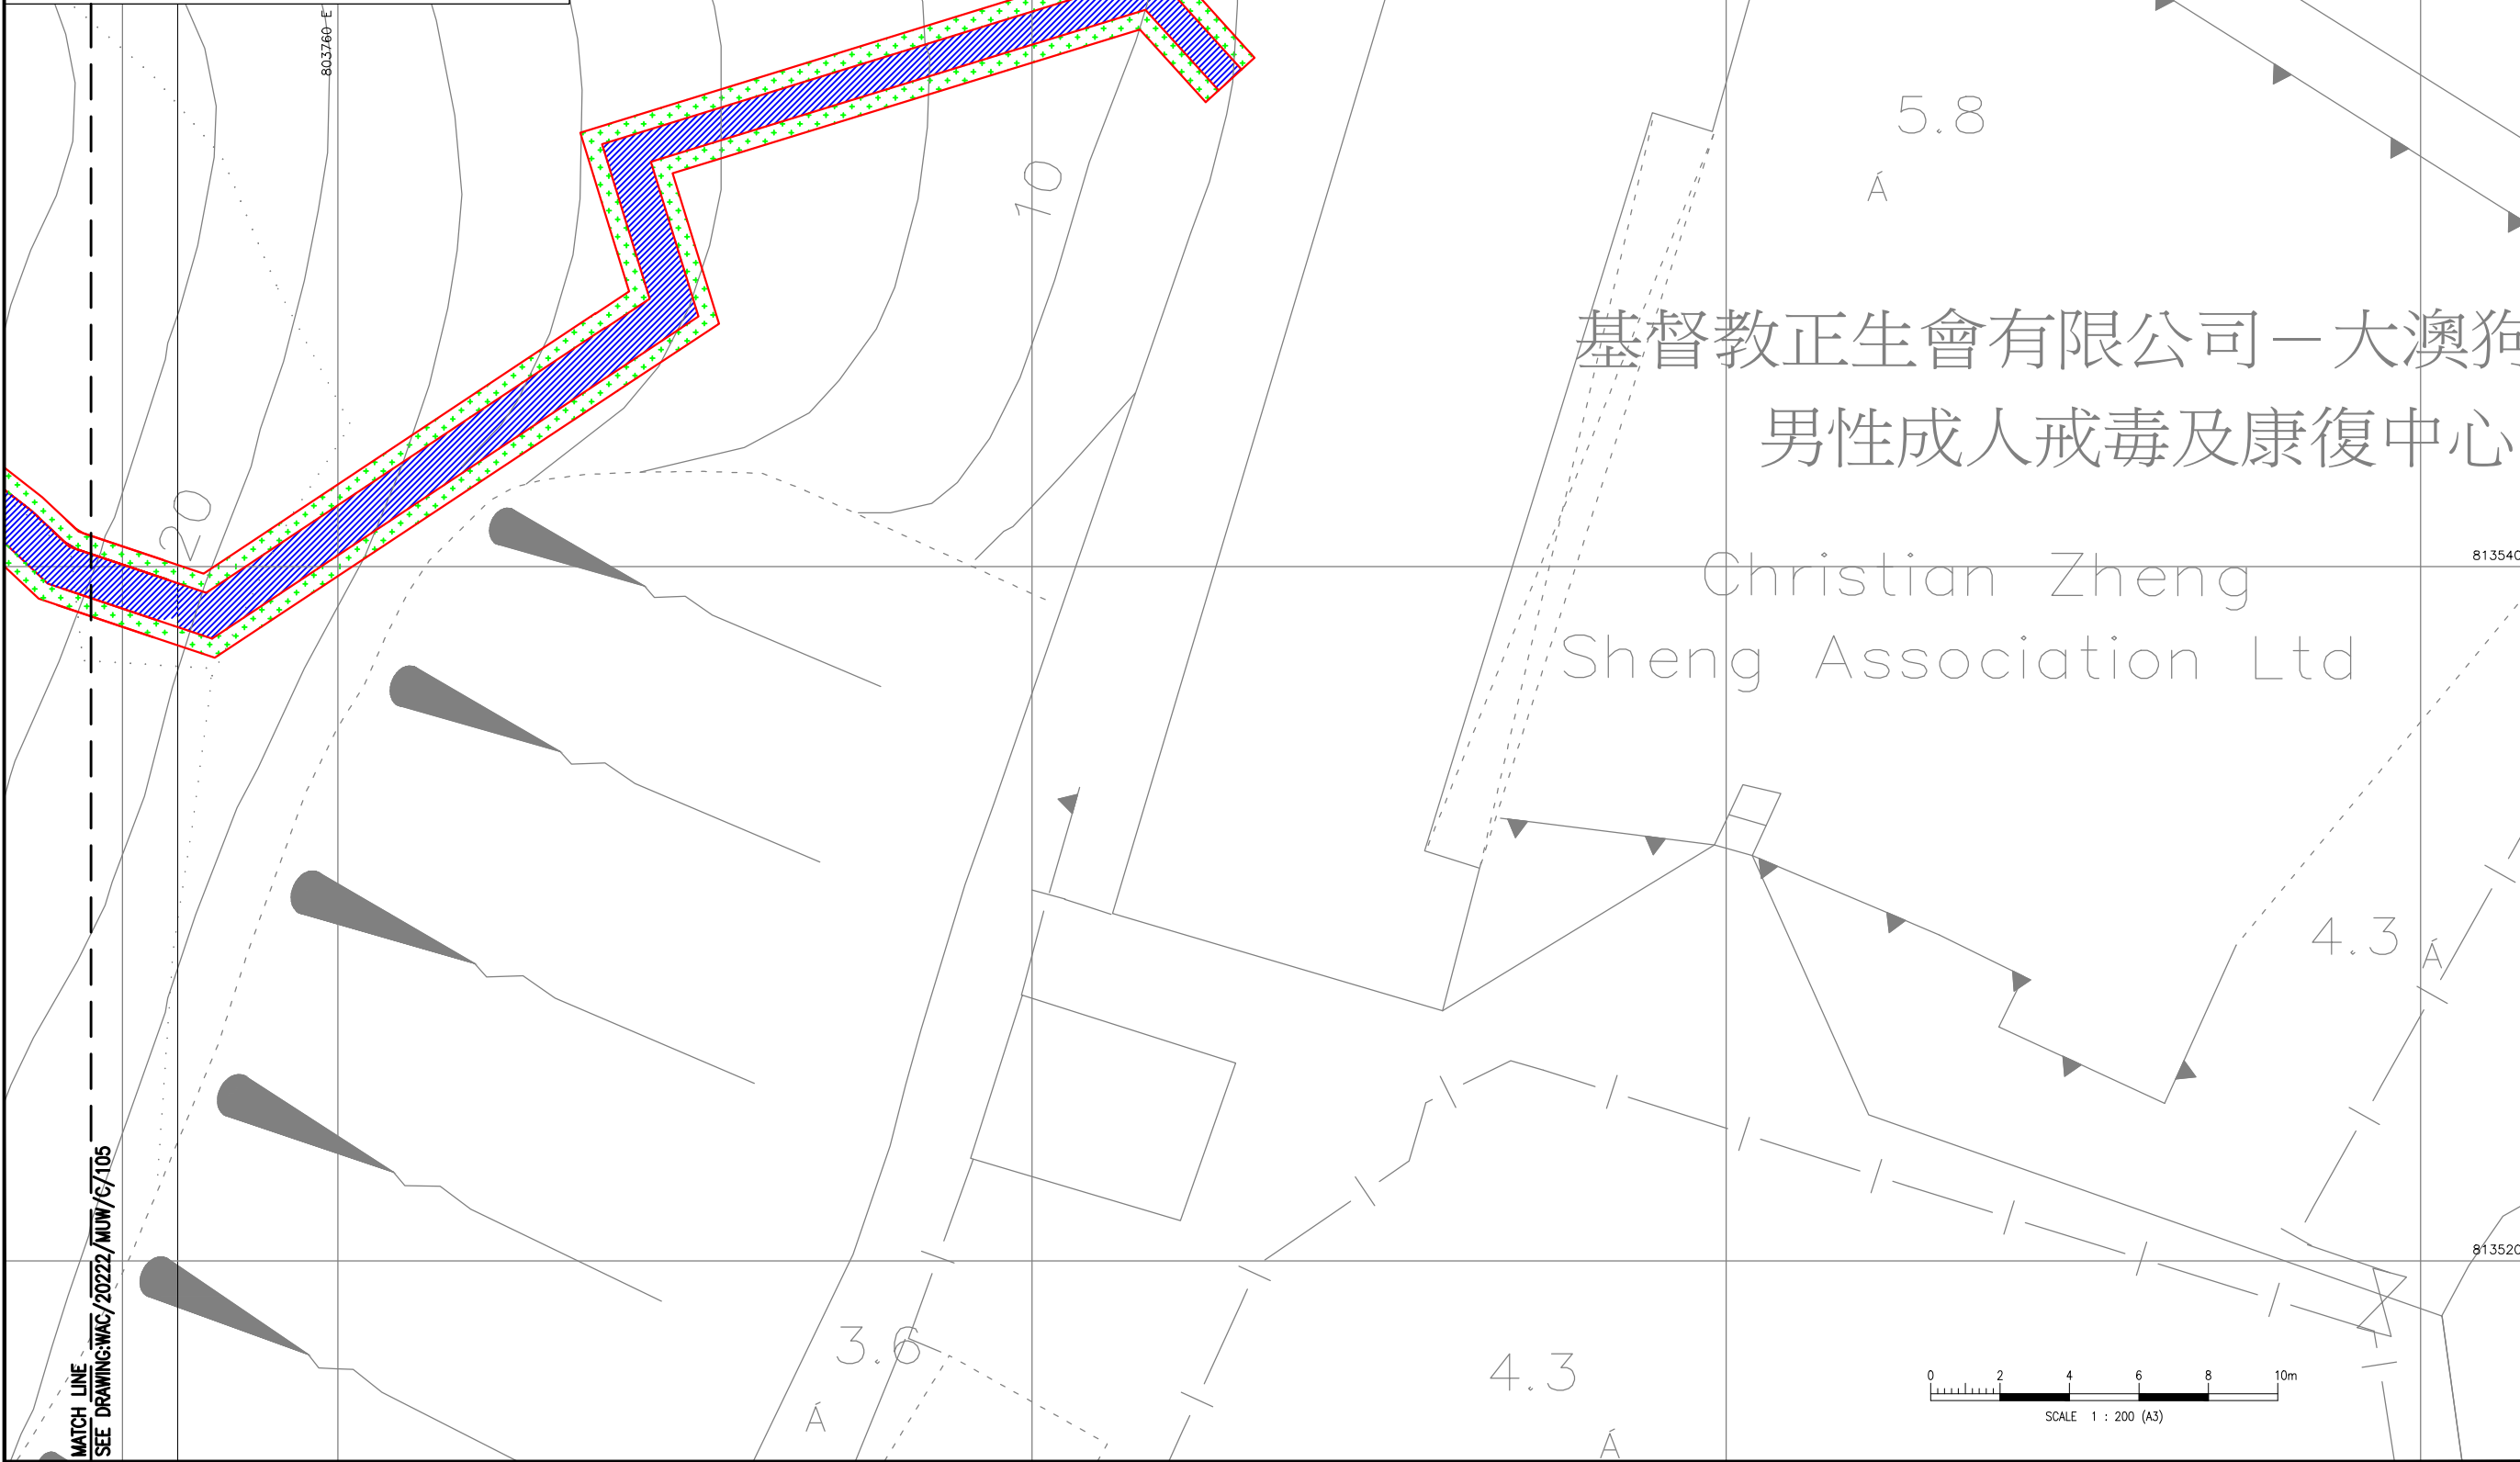 803760 E
5.8
10
基督教正生會有限公司－大澳狗
男性成人戒毒及康復中心
20
813540
Christian Zheng
Sheng Association Ltd
4.3
813520
3.6
4.3
MATCH LINE
SEE DRAWING:WAC/20222/MUW/C/105
0 2 4 6 8 10m
SCALE 1 : 200 (A3)